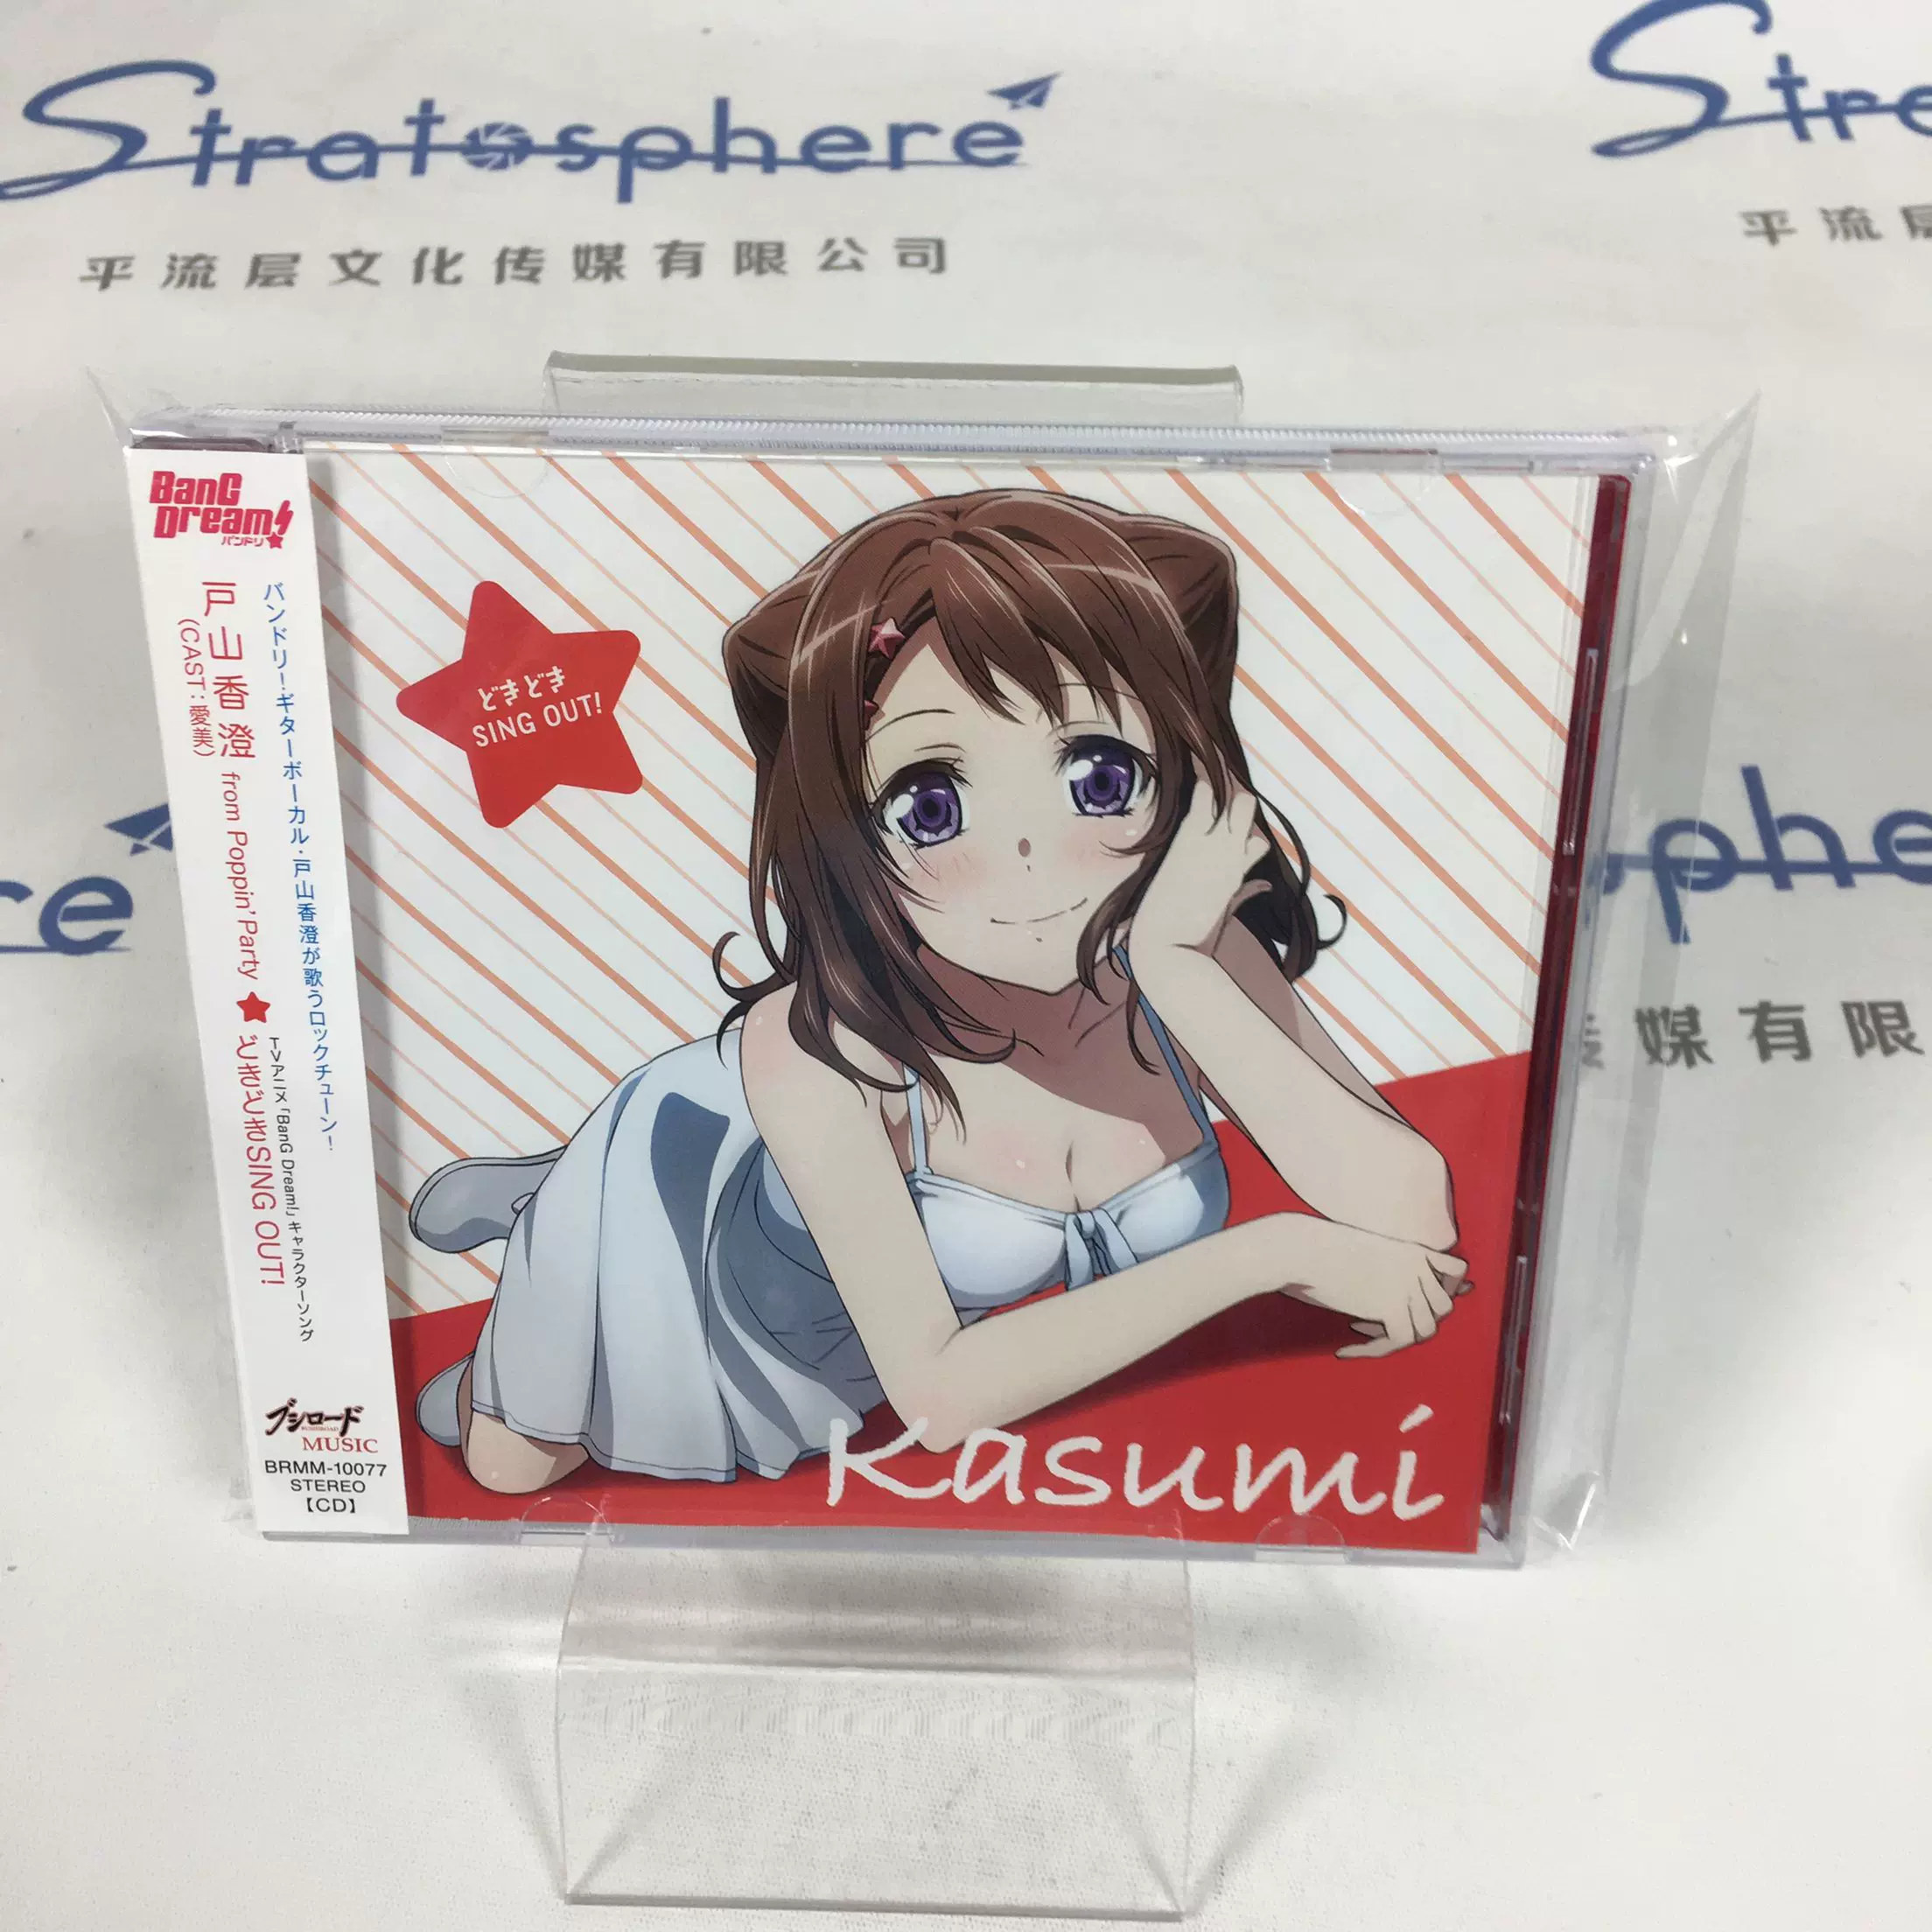 Stratosphere
平流层文化传媒有限公司
Stre
平流层
BanG
Dream!
バンドリ
バンドリ!ギターボーカル・戸山香澄が歌うロックチューン!
戸山香澄 from Poppin'Party ★ どきどきSING OUT!
(CAST:愛美)
TVアニメ「BanG Dream!」キャラクターソング
ブシロード
BUSHIROAD
MUSIC
BRMM-10077
STEREO
【CD】
どきどき
SING OUT!
Kasumi
re
osphe
传媒有限